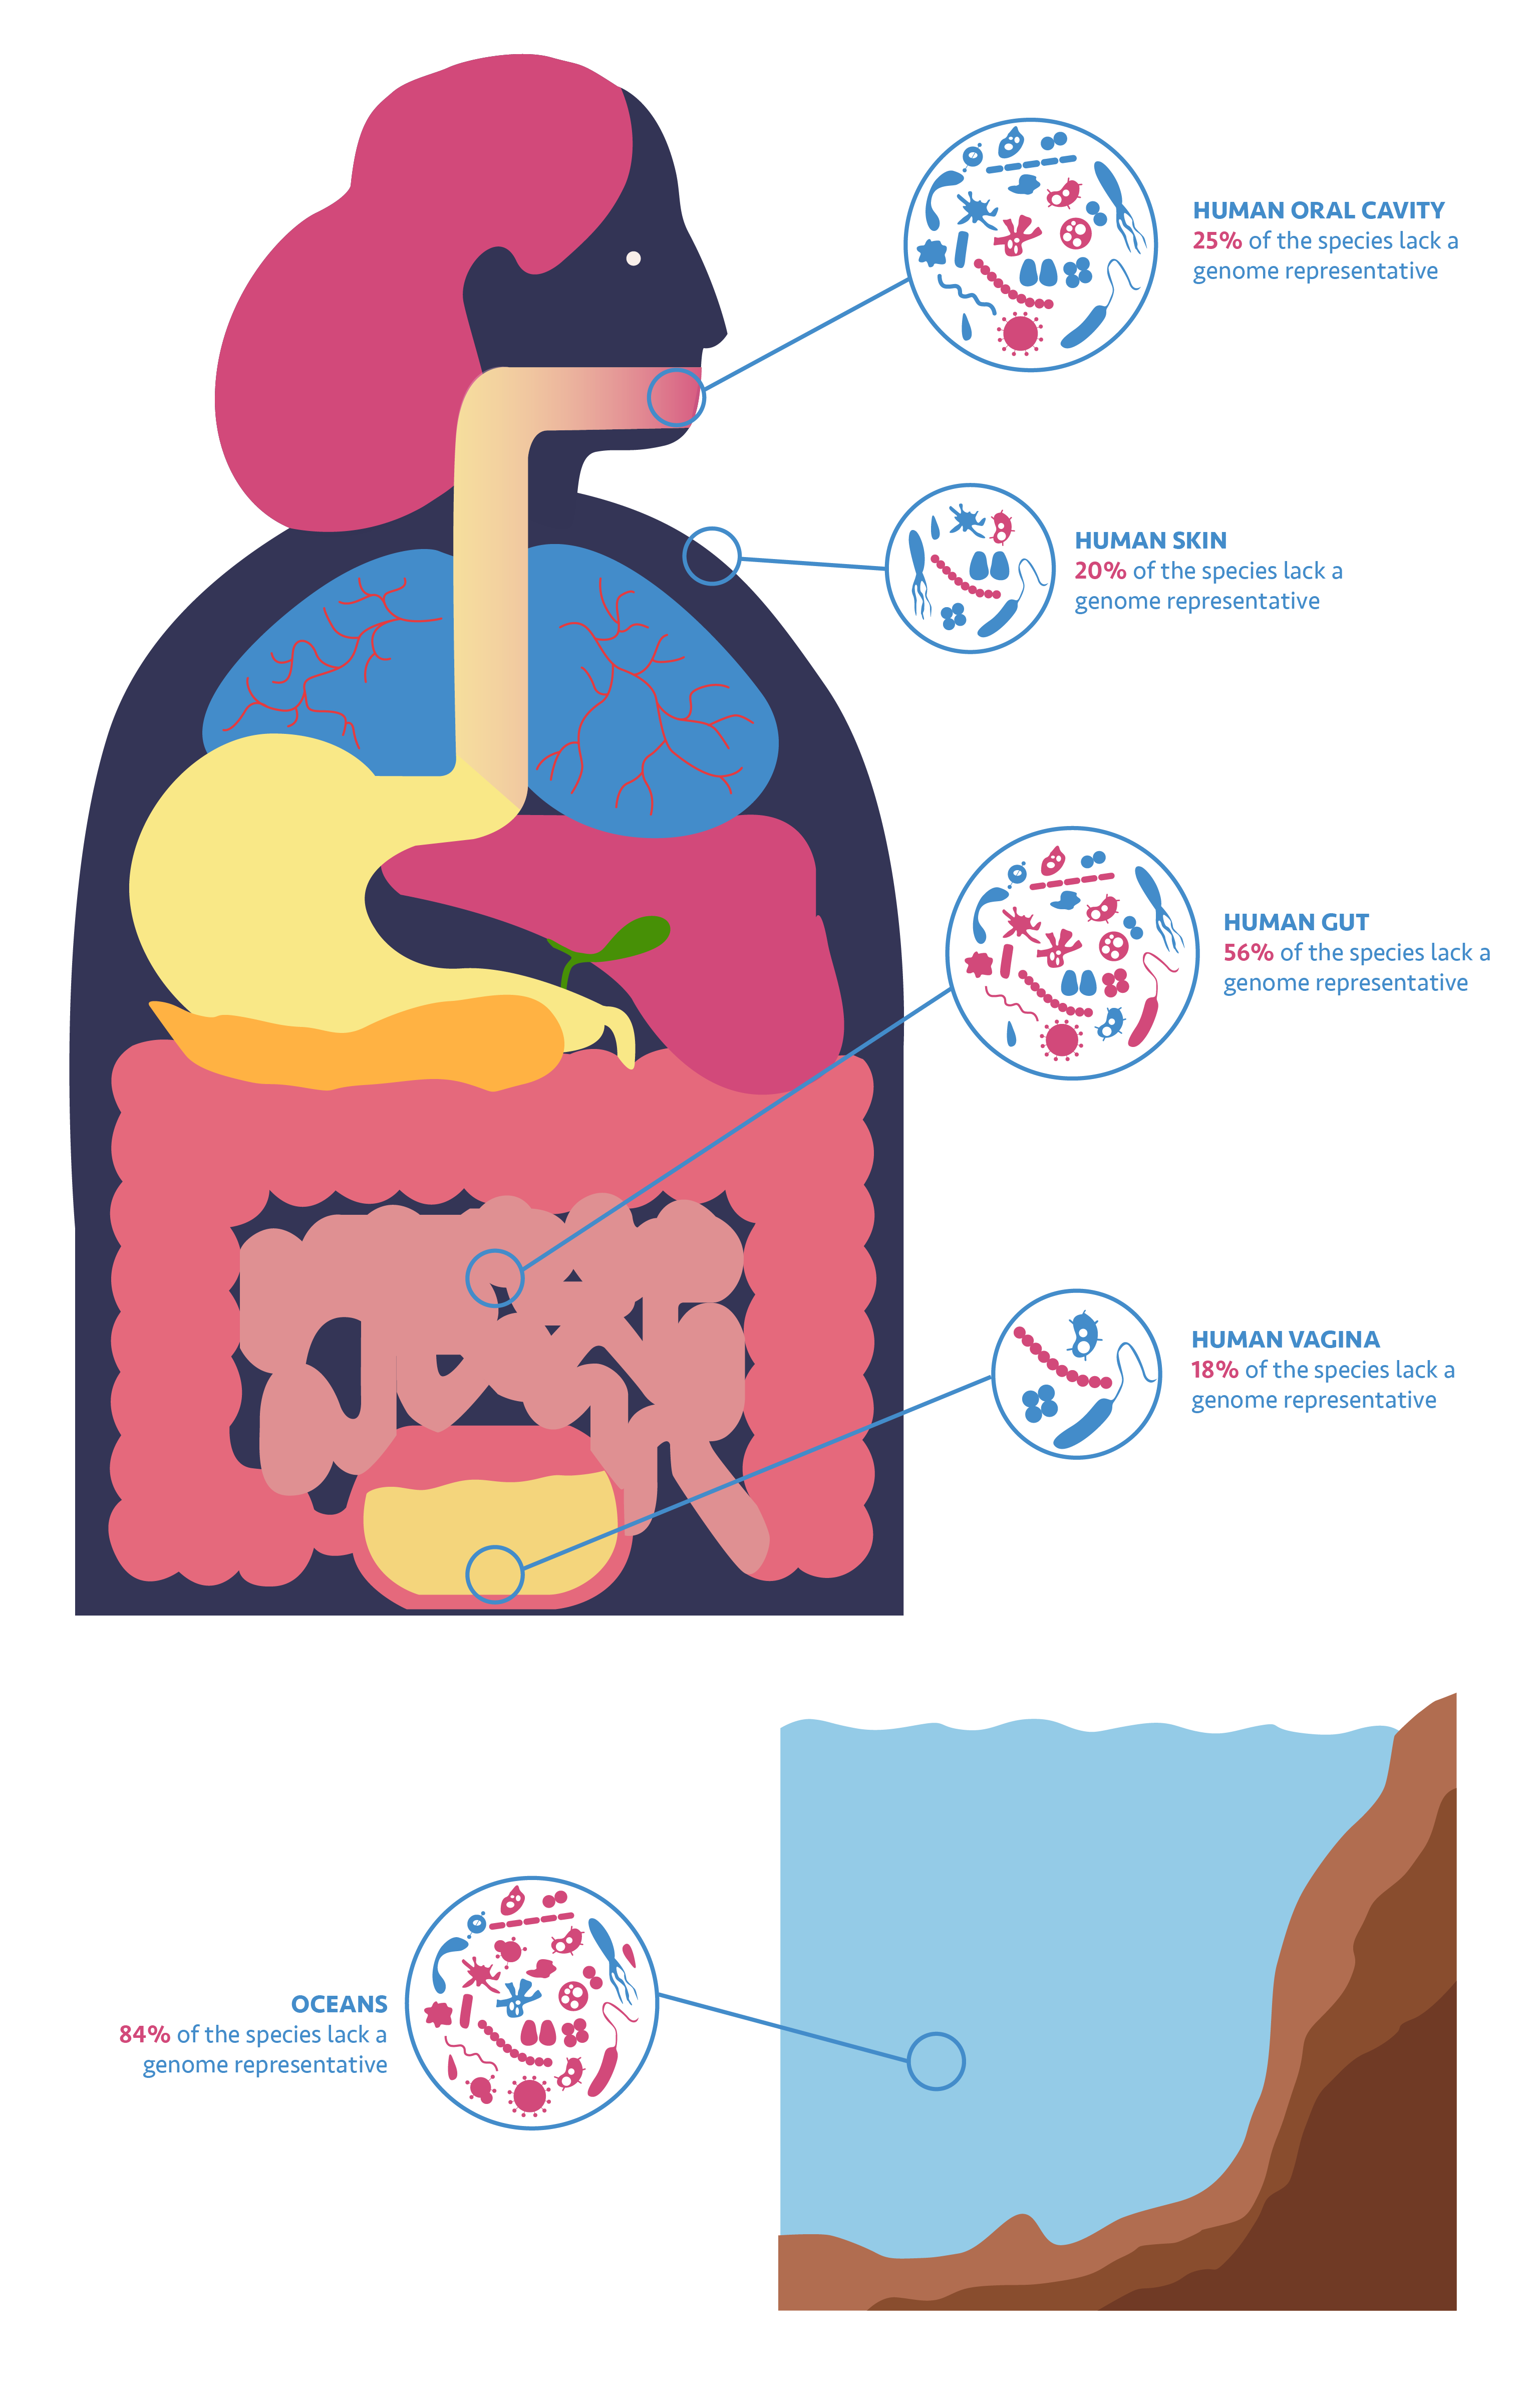 HUMAN ORAL CAVITY
25% of the species lack a
genome representative
HUMAN SKIN
20% of the species lack a
genome representative
HUMAN GUT
56% of the species lack a
genome representative
HUMAN VAGINA
18% of the species lack a
genome representative
OCEANS
84% of the species lack a
genome representative